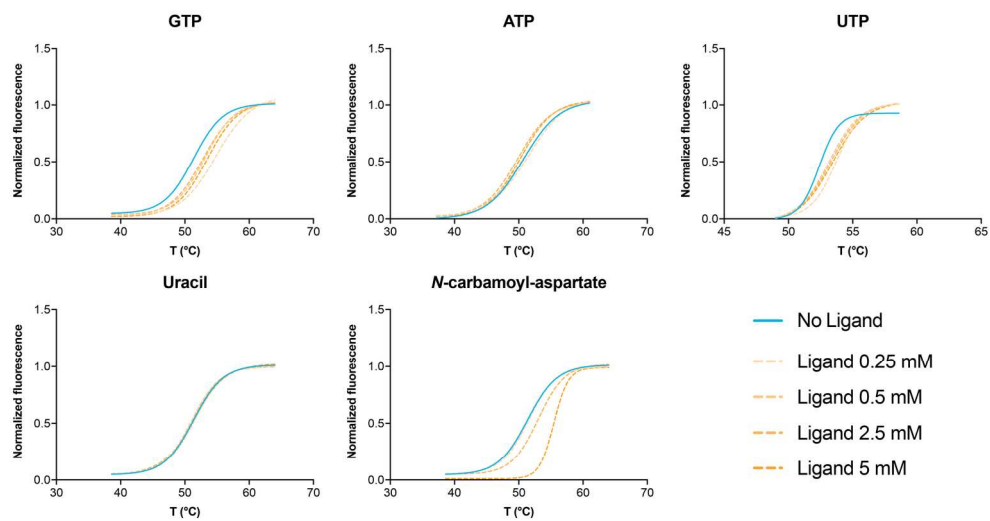 GTP
Normalized fluorescence
1.5
1.0
0.5
0.0
30 40 50 60 70
T (°C)
ATP
Normalized fluorescence
1.5
1.0
0.5
0.0
30 40 50 60 70
T (°C)
UTP
Normalized fluorescence
1.5
1.0
0.5
0.0
45 50 55 60 65
T (°C)
Uracil
Normalized fluorescence
1.5
1.0
0.5
0.0
30 40 50 60 70
T (°C)
N-carbamoyl-aspartate
Normalized fluorescence
1.5
1.0
0.5
0.0
30 40 50 60 70
T (°C)
No Ligand
Ligand 0.25 mM
Ligand 0.5 mM
Ligand 2.5 mM
Ligand 5 mM